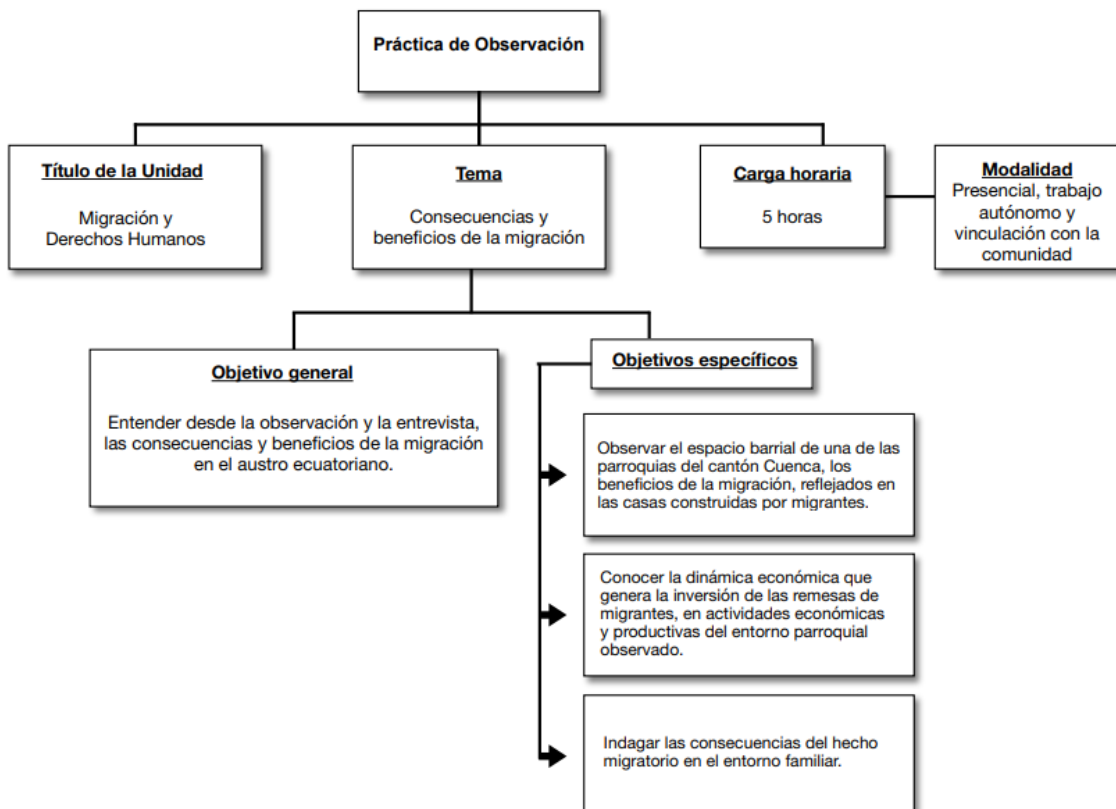 Práctica de Observación
Título de la Unidad
Migración y
Derechos Humanos
Tema
Consecuencias y
beneficios de la migración
Carga horaria
5 horas
Modalidad
Presencial, trabajo
autónomo y
vinculación con la
comunidad
Objetivo general
Entender desde la observación y la entrevista,
las consecuencias y beneficios de la migración
en el austro ecuatoriano.
Objetivos específicos
Observar el espacio barrial de una de las
parroquias del cantón Cuenca, los
beneficios de la migración, reflejados en
las casas construidas por migrantes.
Conocer la dinámica económica que
genera la inversión de las remesas de
migrantes, en actividades económicas
y productivas del entorno parroquial
observado.
Indagar las consecuencias del hecho
migratorio en el entorno familiar.